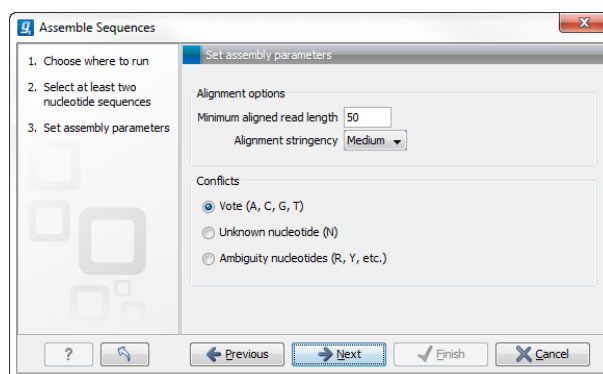 Assemble Sequences
1. Choose where to run
2. Select at least two
nucleotide sequences
3. Set assembly parameters
Set assembly parameters
Alignment options
Minimum aligned read length 50
Alignment stringency Medium
Conflicts
Vote (A, C, G, T)
Unknown nucleotide (N)
Ambiguity nucleotides (R, Y, etc.)
? Previous Next Finish Cancel